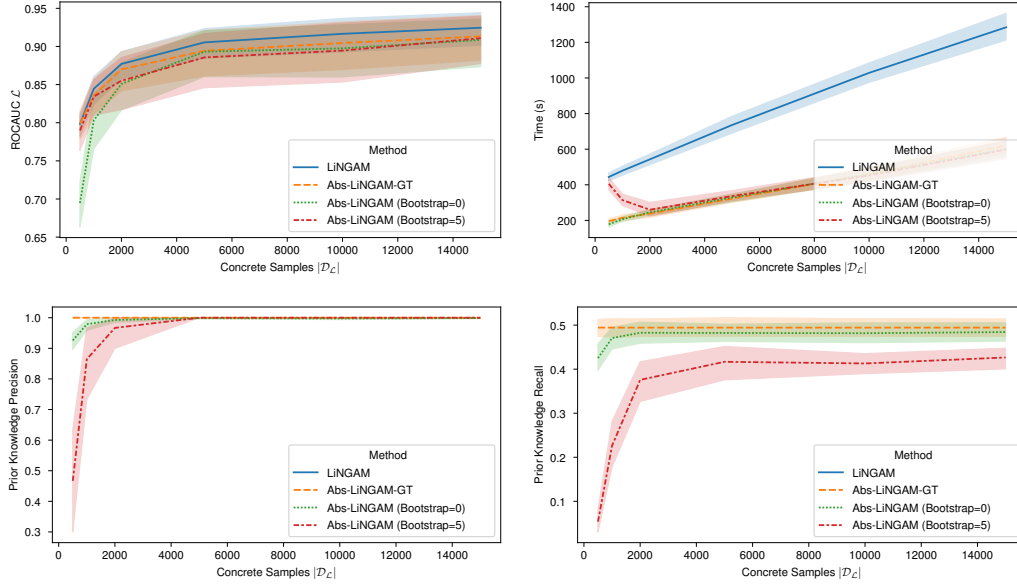 0.95
0.90
0.85
0.80
0.75
0.70
0.65
ROCAUC ℒ
0 2000 4000 6000 8000 10000 12000 14000
Concrete Samples |𝒟_ℒ|
Method
LiNGAM
Abs-LiNGAM-GT
Abs-LiNGAM (Bootstrap=0)
Abs-LiNGAM (Bootstrap=5)
1400
1200
1000
800
600
400
200
Time (s)
0 2000 4000 6000 8000 10000 12000 14000
Concrete Samples |𝒟_ℒ|
Method
LiNGAM
Abs-LiNGAM-GT
Abs-LiNGAM (Bootstrap=0)
Abs-LiNGAM (Bootstrap=5)
1.0
0.9
0.8
0.7
0.6
0.5
0.4
0.3
Prior Knowledge Precision
0 2000 4000 6000 8000 10000 12000 14000
Concrete Samples |𝒟_ℒ|
Method
LiNGAM
Abs-LiNGAM-GT
Abs-LiNGAM (Bootstrap=0)
Abs-LiNGAM (Bootstrap=5)
0.5
0.4
0.3
0.2
0.1
Prior Knowledge Recall
0 2000 4000 6000 8000 10000 12000 14000
Concrete Samples |𝒟_ℒ|
Method
LiNGAM
Abs-LiNGAM-GT
Abs-LiNGAM (Bootstrap=0)
Abs-LiNGAM (Bootstrap=5)